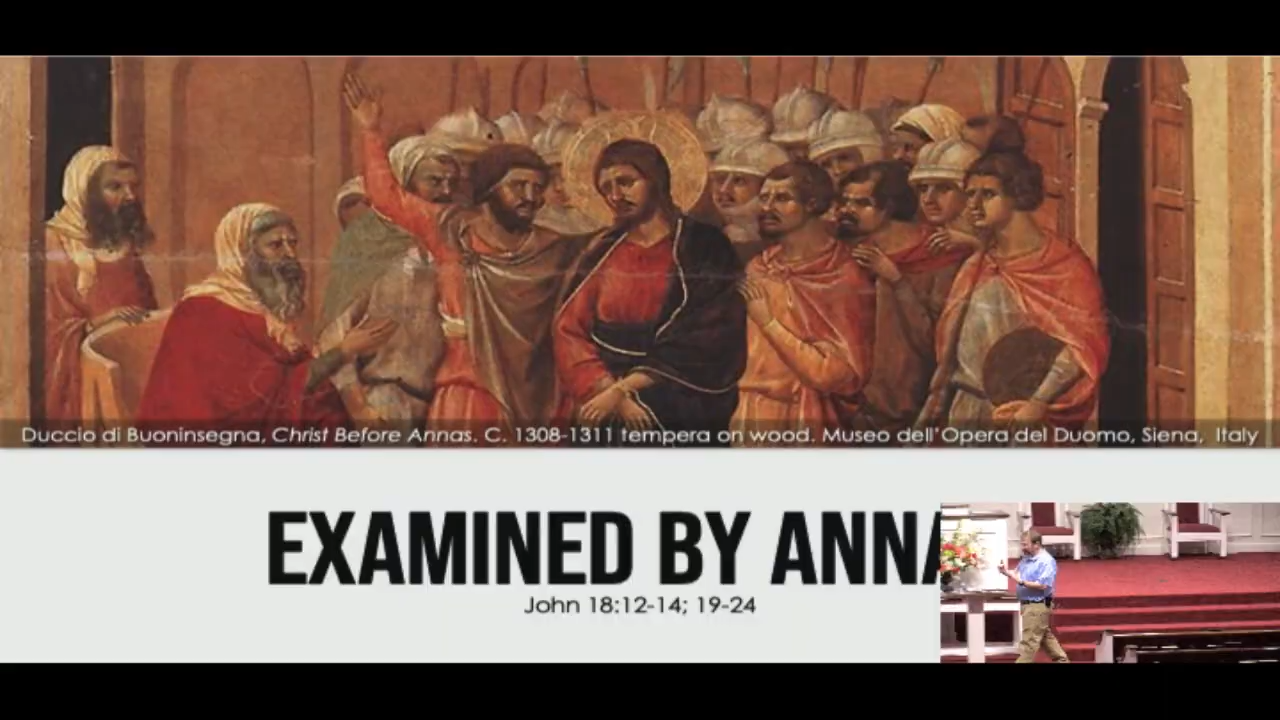 Duccio di Buoninsegna, Christ Before Annas. C. 1308-1311 tempera on wood. Museo dell'Opera del Duomo, Siena, Italy
EXAMINED BY ANNA
John 18:12-14; 19-24